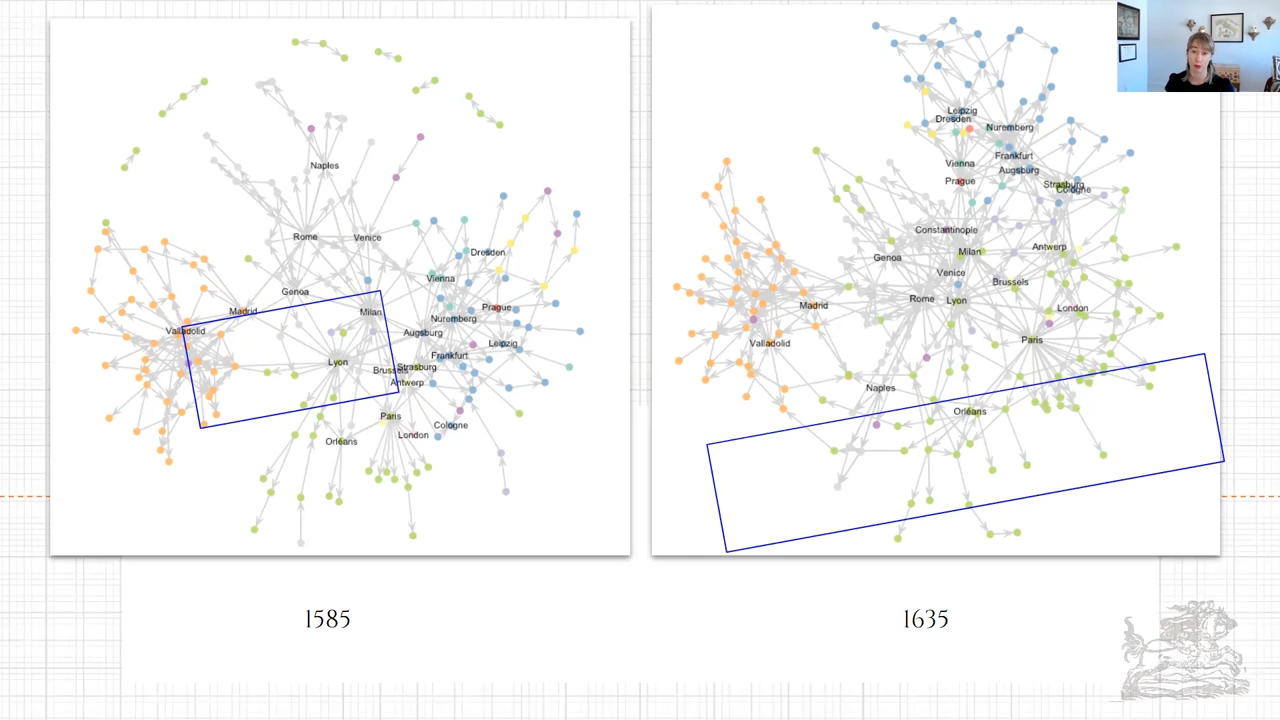 Naples
Rome
Venice
Dresden
Vienna
Genoa
Madrid
Milan
Prague
Nuremberg
Valladolid
Augsburg
Leipzig
Frankfurt
Lyon
Brussels
Strasburg
Antwerp
Paris
Cologne
London
Orléans
Leipzig
Dresden
Nuremberg
Frankfurt
Vienna
Augsburg
Prague
Strasburg
Cologne
Constantinople
Antwerp
Milan
Genoa
Venice
Brussels
Rome
Lyon
Madrid
London
Paris
Valladolid
Naples
Orléans
1585
1635